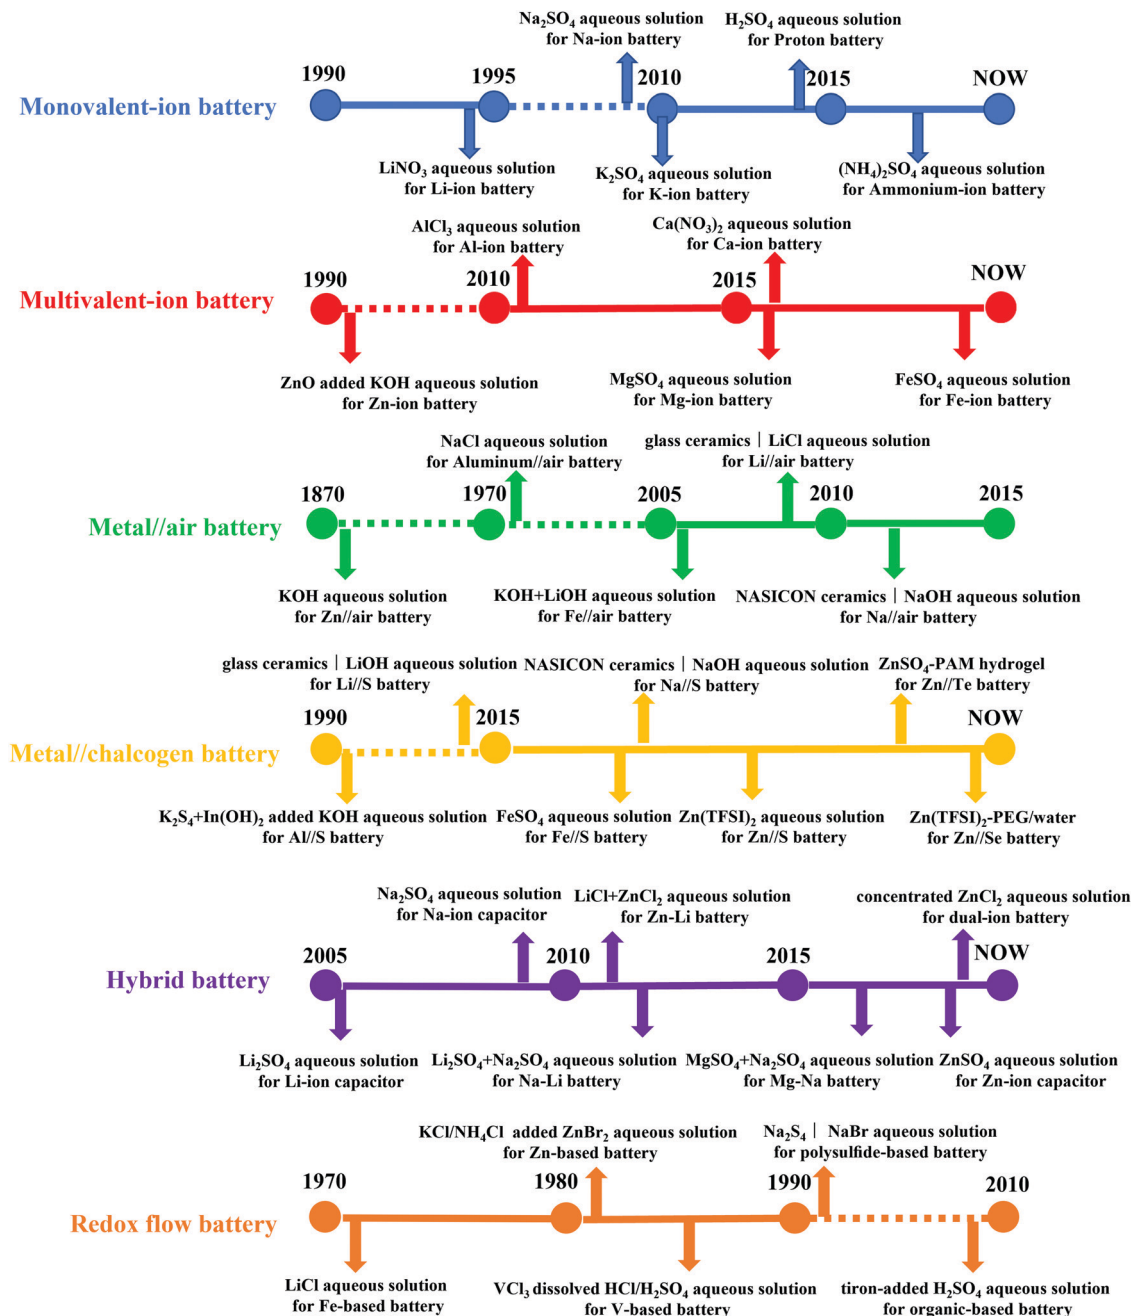 Na₂SO₄ aqueous solution
for Na-ion battery
H₂SO₄ aqueous solution
for Proton battery
1990
1995
2010
2015
NOW
Monovalent-ion battery
LiNO₃ aqueous solution
for Li-ion battery
K₂SO₄ aqueous solution
for K-ion battery
(NH₄)₂SO₄ aqueous solution
for Ammonium-ion battery
AlCl₃ aqueous solution
for Al-ion battery
Ca(NO₃)₂ aqueous solution
for Ca-ion battery
1990
2010
2015
NOW
Multivalent-ion battery
ZnO added KOH aqueous solution
for Zn-ion battery
MgSO₄ aqueous solution
for Mg-ion battery
FeSO₄ aqueous solution
for Fe-ion battery
NaCl aqueous solution
for Aluminum//air battery
glass ceramics | LiCl aqueous solution
for Li//air battery
1870
1970
2005
2010
2015
Metal//air battery
KOH aqueous solution
for Zn//air battery
KOH+LiOH aqueous solution
for Fe//air battery
NASICON ceramics | NaOH aqueous solution
for Na//air battery
glass ceramics | LiOH aqueous solution
for Li//S battery
NASICON ceramics | NaOH aqueous solution
for Na//S battery
ZnSO₄-PAM hydrogel
for Zn//Te battery
1990
2015
NOW
Metal//chalcogen battery
K₂S₄+In(OH)₂ added KOH aqueous solution
for Al//S battery
FeSO₄ aqueous solution
for Fe//S battery
Zn(TFSI)₂ aqueous solution
for Zn//S battery
Zn(TFSI)₂-PEG/water
for Zn//Se battery
Na₂SO₄ aqueous solution
for Na-ion capacitor
LiCl+ZnCl₂ aqueous solution
for Zn-Li battery
concentrated ZnCl₂ aqueous solution
for dual-ion battery
2005
2010
2015
NOW
Hybrid battery
Li₂SO₄ aqueous solution
for Li-ion capacitor
Li₂SO₄+Na₂SO₄ aqueous solution
for Na-Li battery
MgSO₄+Na₂SO₄ aqueous solution
for Mg-Na battery
ZnSO₄ aqueous solution
for Zn-ion capacitor
KCl/NH₄Cl added ZnBr₂ aqueous solution
for Zn-based battery
Na₂S₄ | NaBr aqueous solution
for polysulfide-based battery
1970
1980
1990
2010
Redox flow battery
LiCl aqueous solution
for Fe-based battery
VCl₃ dissolved HCl/H₂SO₄ aqueous solution
for V-based battery
tiron-added H₂SO₄ aqueous solution
for organic-based battery